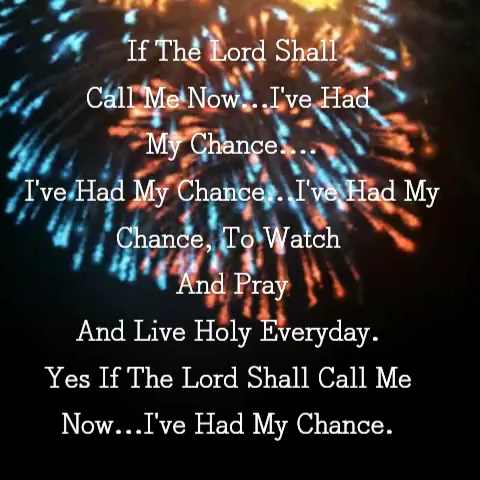 If The Lord Shall
Call Me Now...I've Had
My Chance....
I've Had My Chance...I've Had My
Chance, To Watch
And Pray
And Live Holy Everyday.
Yes If The Lord Shall Call Me
Now...I've Had My Chance.